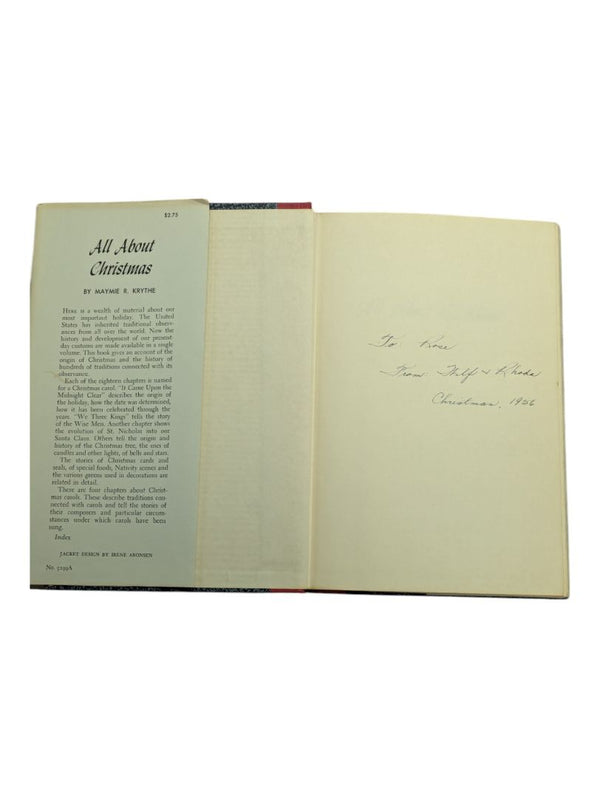 $2.75
All About
Christmas
BY MAYMIE R. KRYTHE
HERE is a wealth of material about our
most important holiday. The United
States has inherited traditional observ-
ances from all over the world. Now the
history and development of our present-
day customs are made available in a single
volume. This book gives an account of the
origin of Christmas and the history of
hundreds of traditions connected with its
observance.
Each of the eighteen chapters is named
for a Christmas carol. "It Came Upon the
Midnight Clear" describes the origin of
the holiday, how the date was determined,
how it has been celebrated through the
years. "We Three Kings" tells the story
of the Wise Men. Another chapter shows
the evolution of St. Nicholas into our
Santa Claus. Others tell the origin and
history of the Christmas tree, the uses of
candles and other lights, of bells and stars.
The stories of Christmas cards and
seals, of special foods, Nativity scenes and
the various greens used in decorations are
related in detail.
There are four chapters about Christ-
mas carols. These describe traditions con-
nected with carols and tell the stories of
their composers and particular circum-
stances under which carols have been
sung.
Index
JACKET DESIGN BY IRENE ARONSON
No. 5299A
To Rose
From: & Rhoda
Christmas, 1956